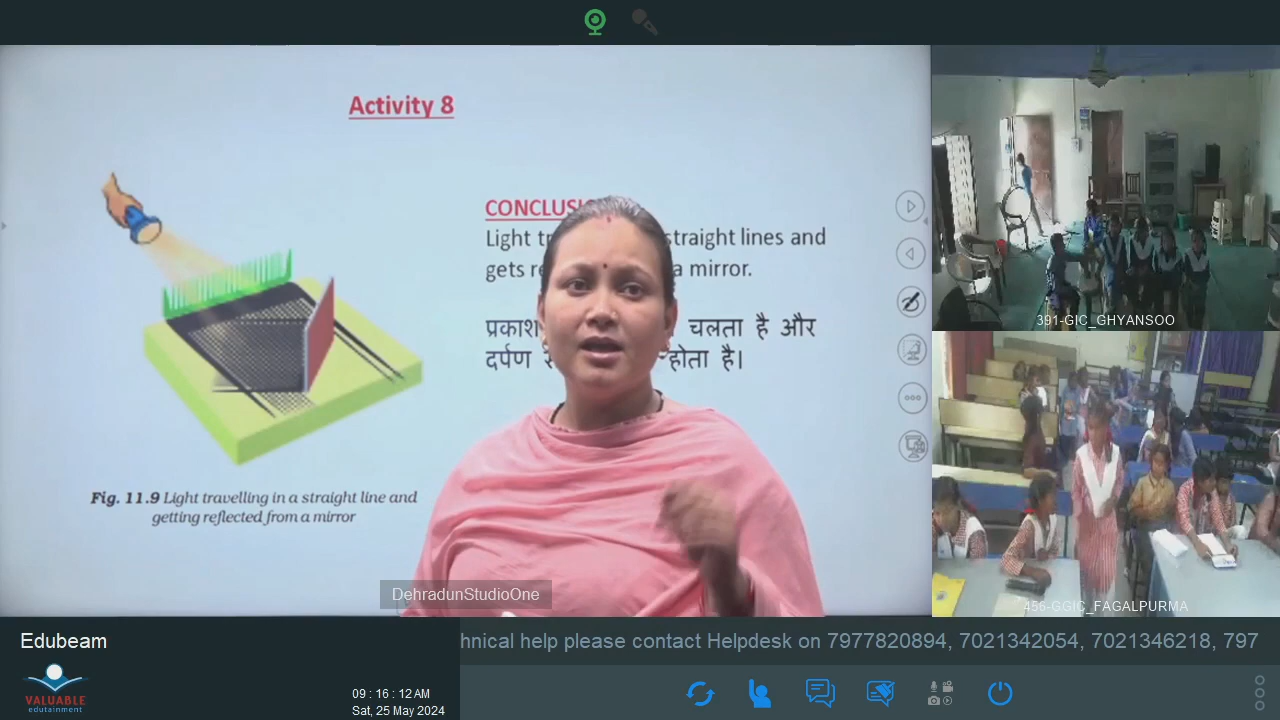 Activity 8
CONCLUSI
Light tr straight lines and
gets re a mirror.
प्रकाश चलता है और
दर्पण होता है।
Fig. 11.9 Light travelling in a straight line and
getting reflected from a mirror
DehradunStudioOne
391-GIC_GHYANSOO
456-GGIC_FAGALPURMA
Edubeam
hnical help please contact Helpdesk on 7977820894, 7021342054, 7021346218, 797
VALUABLE
edutainment
09 : 16 : 12 AM
Sat, 25 May 2024